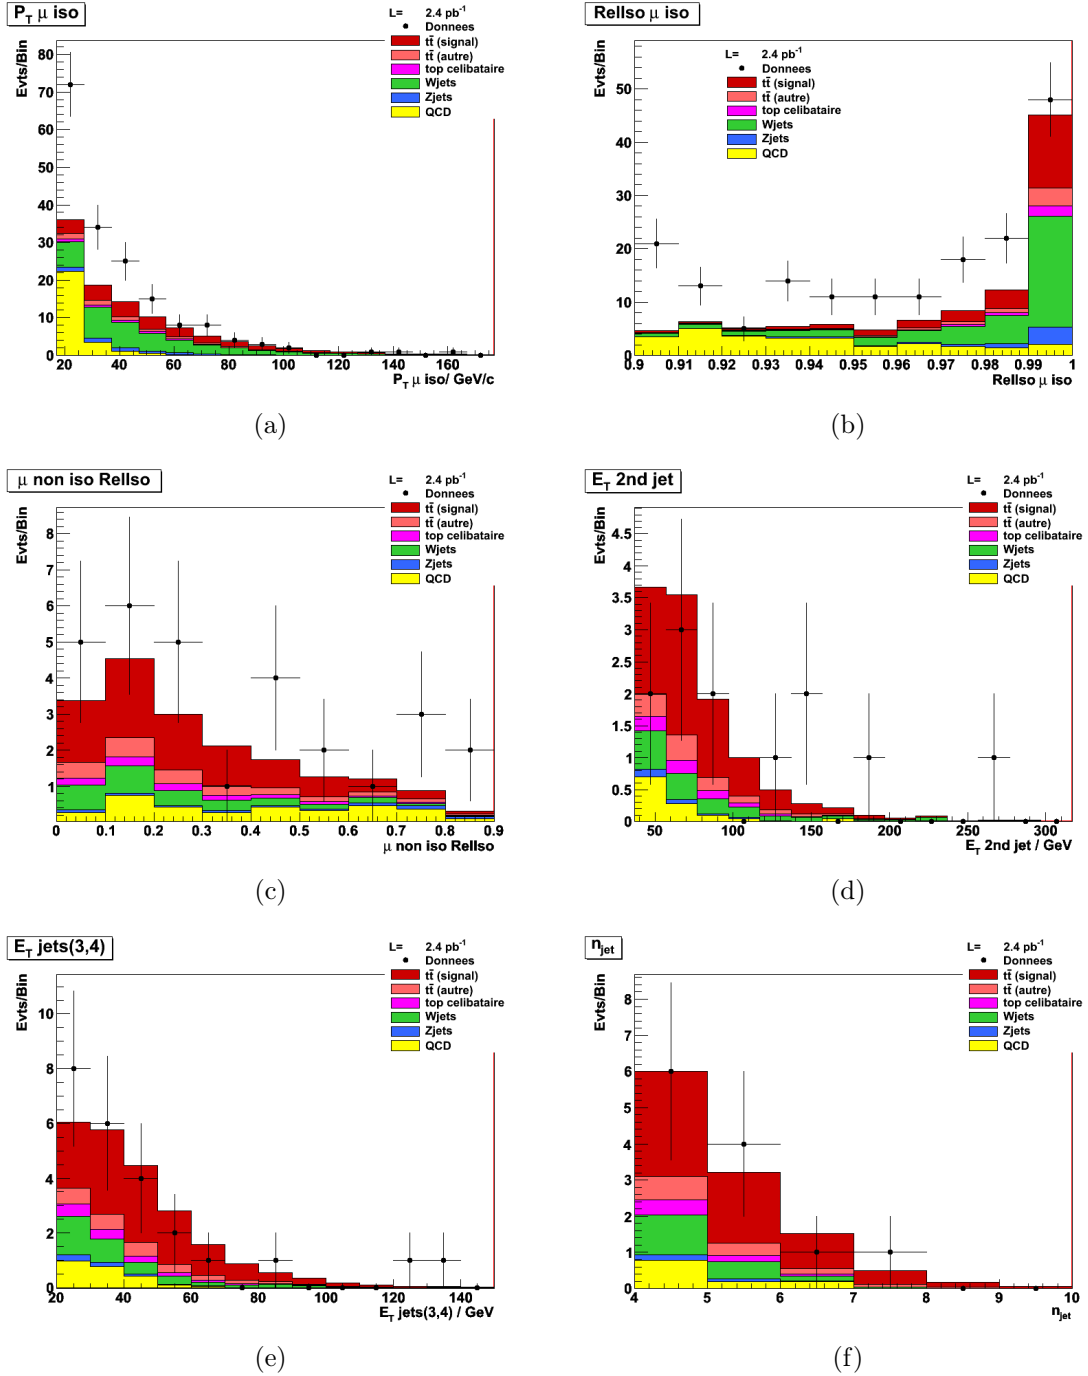 P_T μ iso
L= 2.4 pb⁻¹
Donnees
tt̄ (signal)
tt̄ (autre)
top celibataire
Wjets
Zjets
QCD
Evts/Bin
80
70
60
50
40
30
20
10
0
20 40 60 80 100 120 140 160
P_T μ iso/ GeV/c
(a)
RelIso μ iso
L= 2.4 pb⁻¹
Donnees
tt̄ (signal)
tt̄ (autre)
top celibataire
Wjets
Zjets
QCD
Evts/Bin
50
40
30
20
10
0
0.9 0.91 0.92 0.93 0.94 0.95 0.96 0.97 0.98 0.99 1
RelIso μ iso
(b)
μ non iso RelIso
L= 2.4 pb⁻¹
Donnees
tt̄ (signal)
tt̄ (autre)
top celibataire
Wjets
Zjets
QCD
Evts/Bin
8
7
6
5
4
3
2
1
0 0.1 0.2 0.3 0.4 0.5 0.6 0.7 0.8 0.9
μ non iso RelIso
(c)
E_T 2nd jet
L= 2.4 pb⁻¹
Donnees
tt̄ (signal)
tt̄ (autre)
top celibataire
Wjets
Zjets
QCD
Evts/Bin
4.5
4
3.5
3
2.5
2
1.5
1
0.5
0
50 100 150 200 250 300
E_T 2nd jet / GeV
(d)
E_T jets(3,4)
L= 2.4 pb⁻¹
Donnees
tt̄ (signal)
tt̄ (autre)
top celibataire
Wjets
Zjets
QCD
Evts/Bin
10
8
6
4
2
0
20 40 60 80 100 120 140
E_T jets(3,4) / GeV
(e)
n_jet
L= 2.4 pb⁻¹
Donnees
tt̄ (signal)
tt̄ (autre)
top celibataire
Wjets
Zjets
QCD
Evts/Bin
8
7
6
5
4
3
2
1
0
4 5 6 7 8 9 10
n_jet
(f)